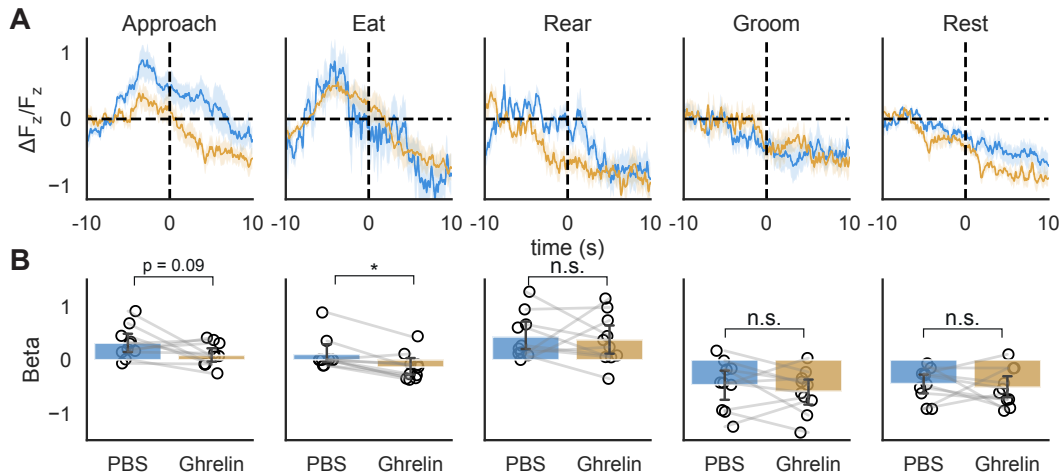 A
Approach Eat Rear Groom Rest
ΔFz/Fz
1
0
−1
-10 0 10 -10 0 10 -10 0 10 -10 0 10 -10 0 10
time (s)
B
p = 0.09 * n.s. n.s. n.s.
Beta
1
0
−1
PBS Ghrelin PBS Ghrelin PBS Ghrelin PBS Ghrelin PBS Ghrelin